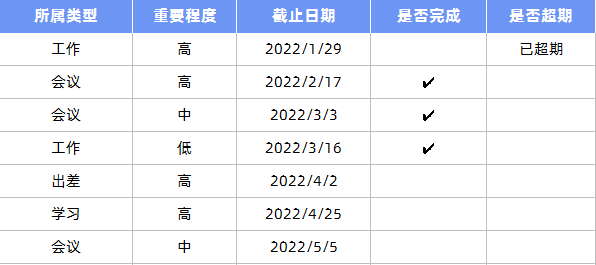 所属类型 重要程度 截止日期 是否完成 是否超期
工作 高 2022/1/29 已超期
会议 高 2022/2/17 ✔
会议 中 2022/3/3 ✔
工作 低 2022/3/16 ✔
出差 高 2022/4/2
学习 高 2022/4/25
会议 中 2022/5/5